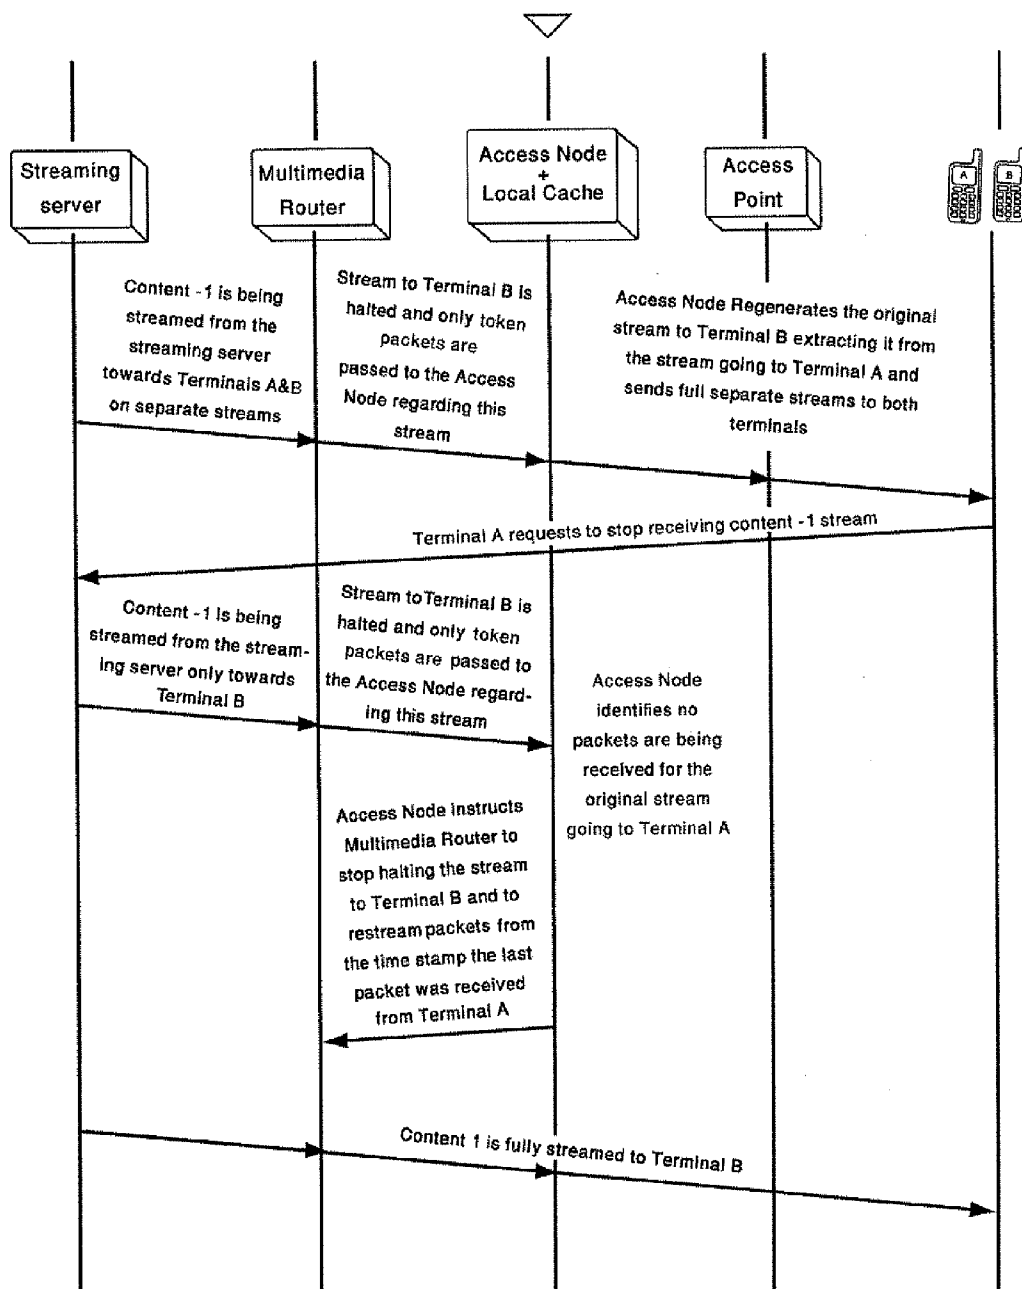 Streaming
server
Multimedia
Router
Access Node
+
Local Cache
Access
Point
A
B
Content -1 is being
streamed from the
streaming server
towards Terminals A&B
on separate streams
Stream to Terminal B is
halted and only token
packets are
passed to the Access
Node regarding this
stream
Access Node Regenerates the original
stream to Terminal B extracting it from
the stream going to Terminal A and
sends full separate streams to both
terminals
Terminal A requests to stop receiving content -1 stream
Content -1 is being
streamed from the stream-
ing server only towards
Terminal B
Stream to Terminal B is
halted and only token
packets are passed to
the Access Node regard-
ing this stream
Access Node
identifies no
packets are being
received for the
original stream
going to Terminal A
Access Node instructs
Multimedia Router to
stop halting the stream
to Terminal B and to
restream packets from
the time stamp the last
packet was received
from Terminal A
Content 1 is fully streamed to Terminal B